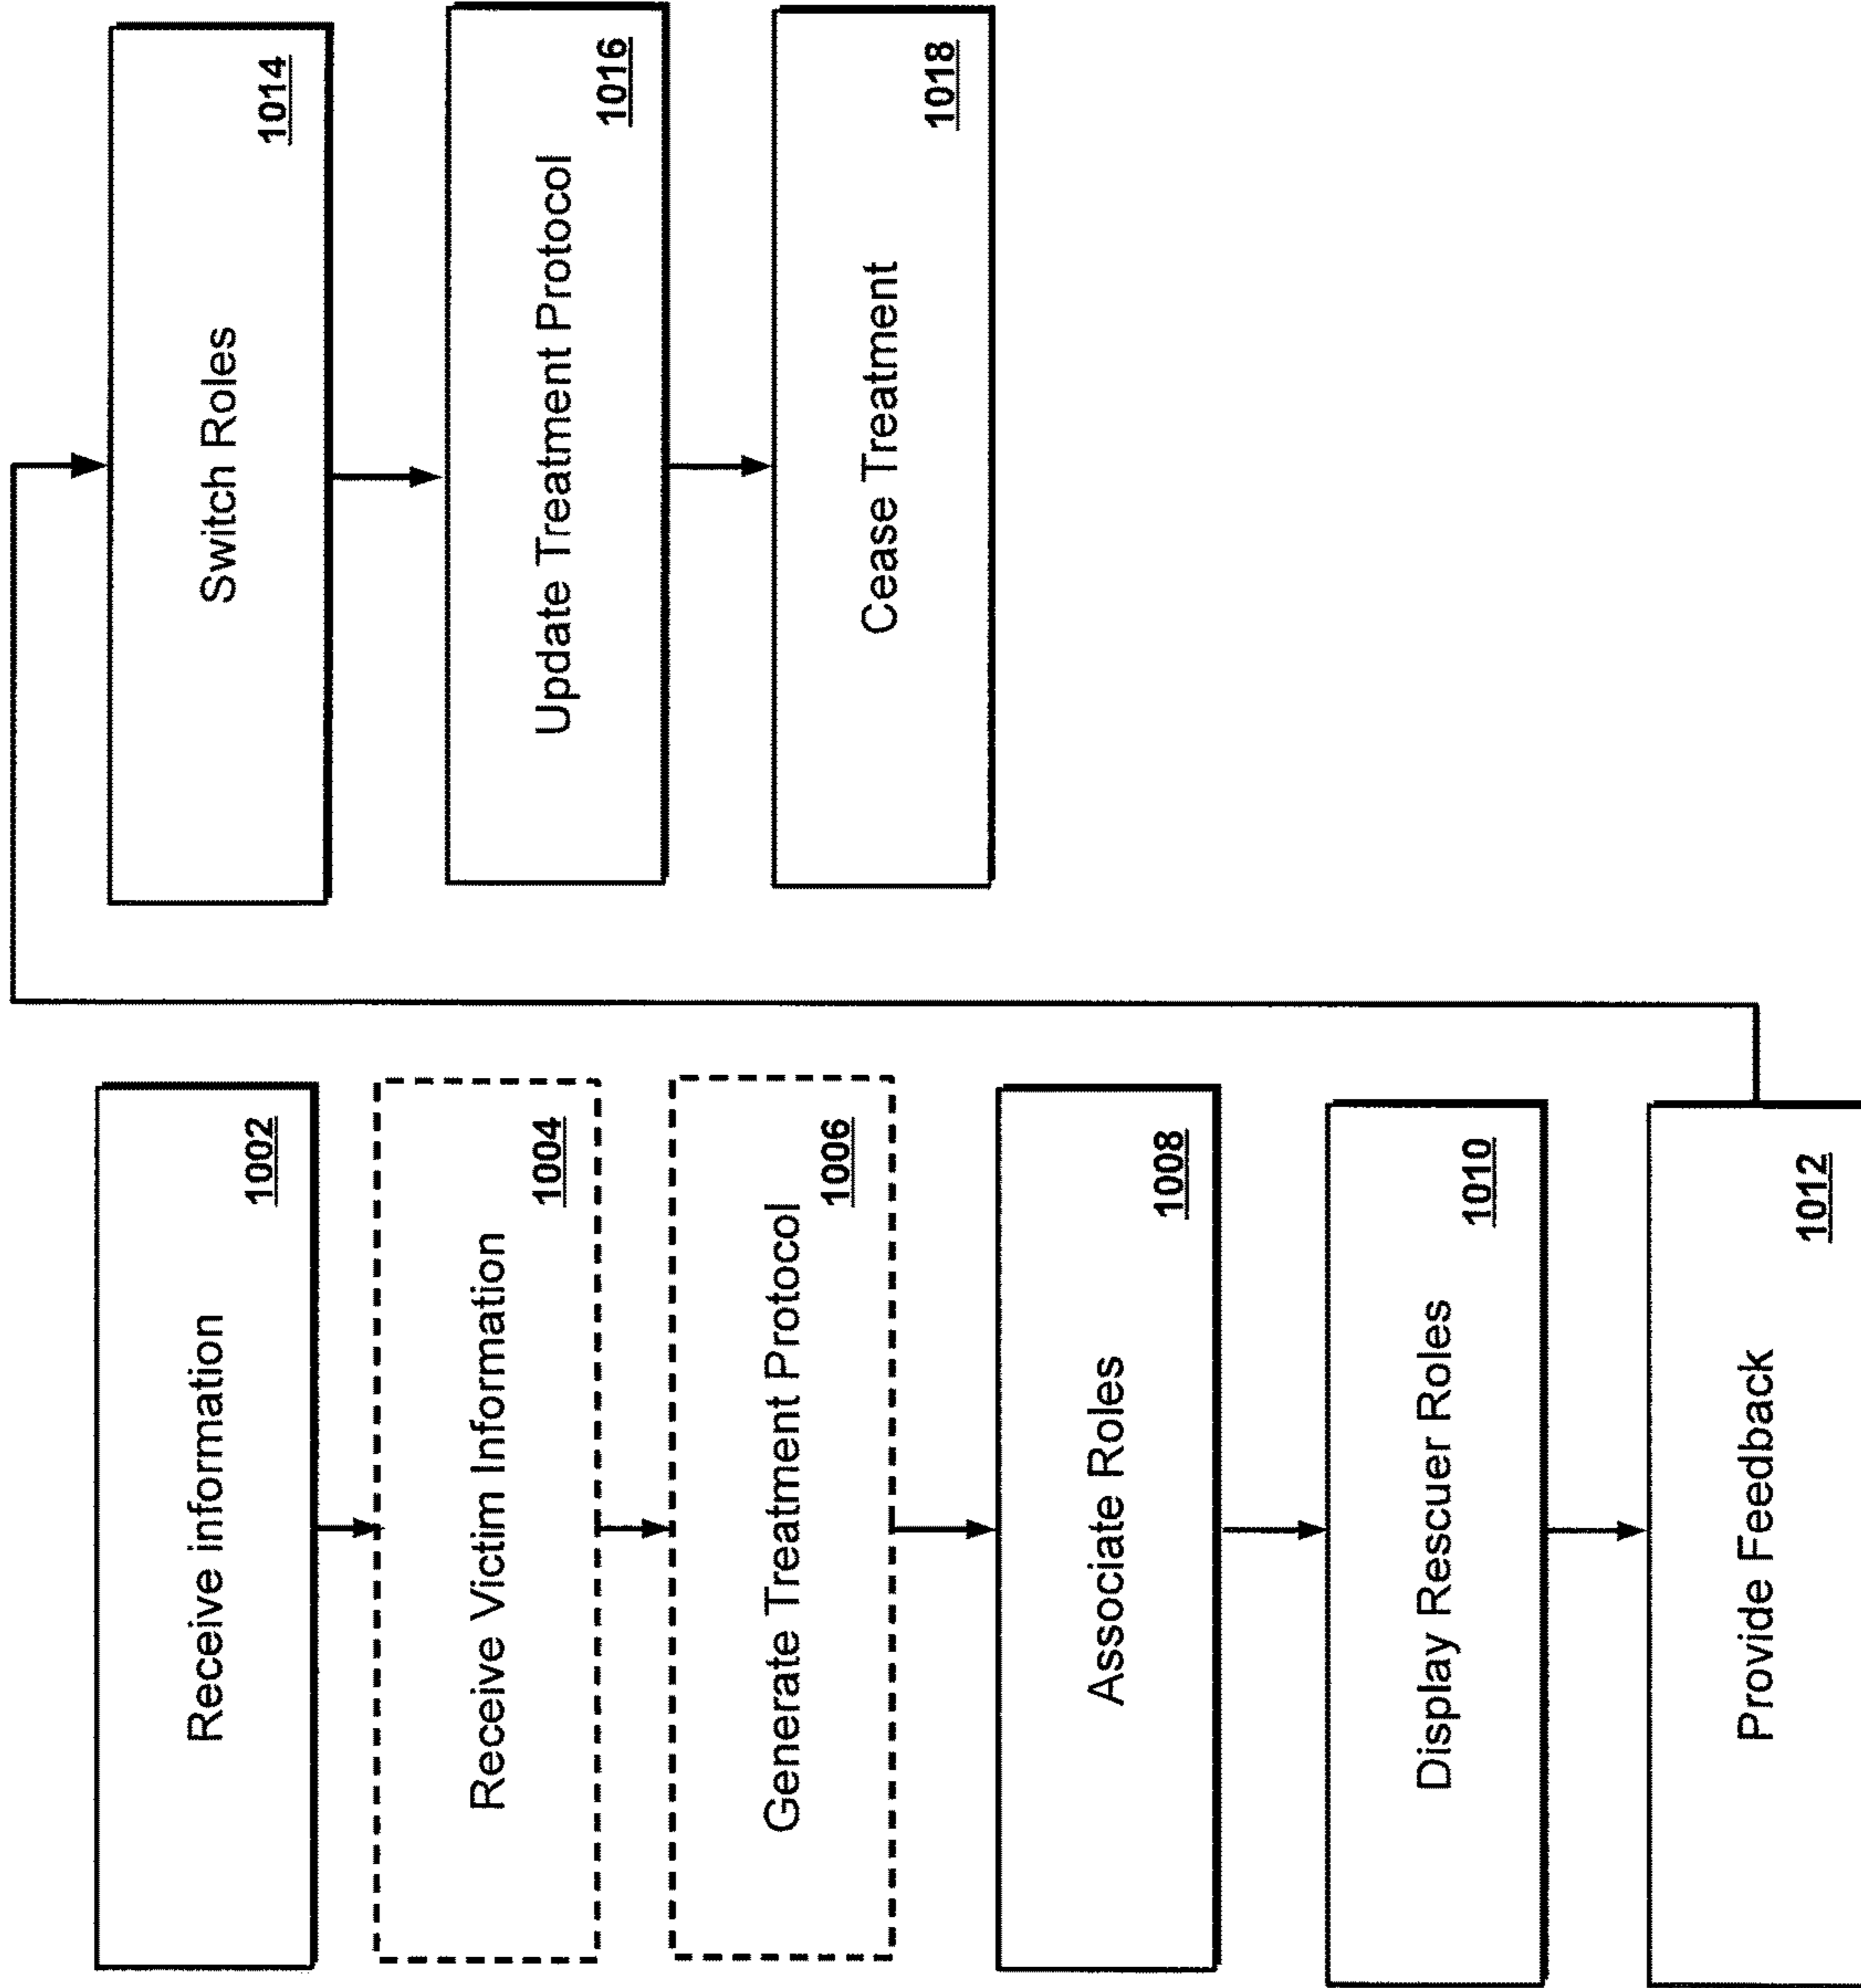 Receive information
1002
Receive Victim Information
1004
Generate Treatment Protocol
1006
Associate Roles
1008
Display Rescuer Roles
1010
Provide Feedback
1012
Switch Roles
1014
Update Treatment Protocol
1016
Cease Treatment
1018